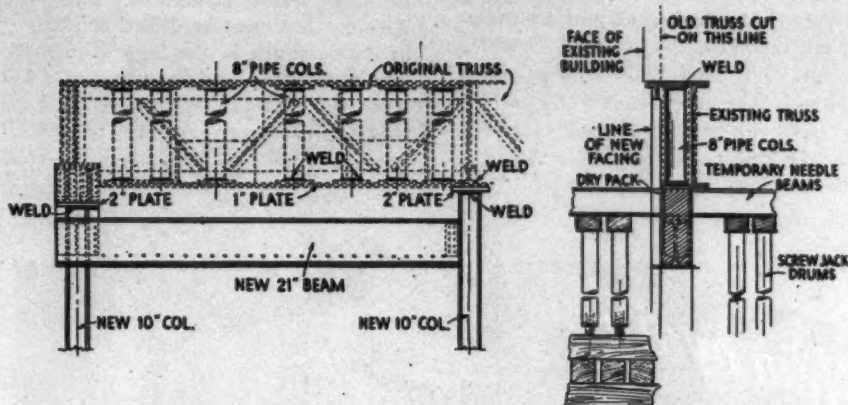 8" PIPE COLS.
ORIGINAL TRUSS
WELD
WELD
2" PLATE
1" PLATE
2" PLATE
WELD
WELD
NEW 21" BEAM
NEW 10" COL.
NEW 10" COL.
FACE OF
EXISTING
BUILDING
OLD TRUSS CUT
ON THIS LINE
WELD
EXISTING TRUSS
LINE
OF NEW
FACING
8" PIPE COLS.
DRY PACK
TEMPORARY NEEDLE
BEAMS
SCREW JACK
DRUMS